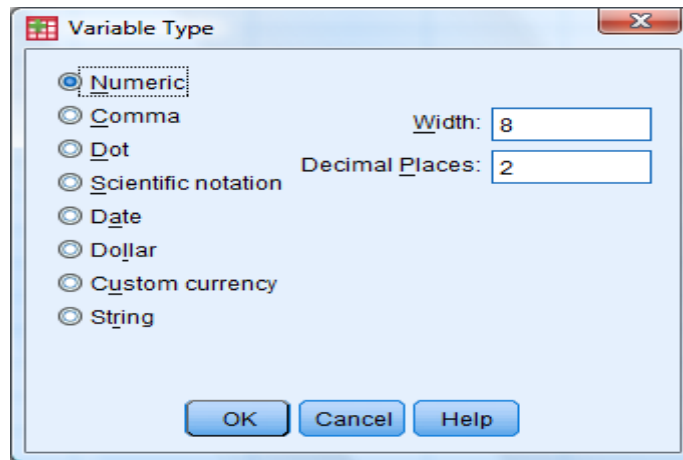 Variable Type
Numeric
Comma
Width: 8
Dot
Decimal Places: 2
Scientific notation
Date
Dollar
Custom currency
String
OK Cancel Help